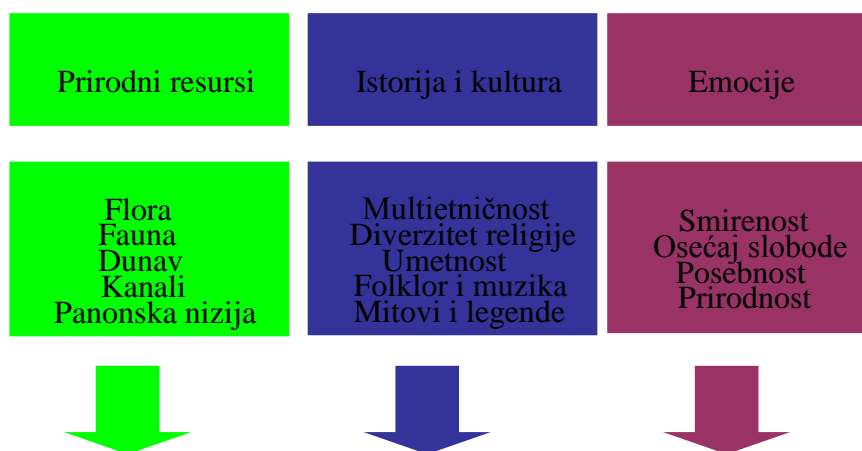 Prirodni resursi
Istorija i kultura
Emocije
Flora
Fauna
Dunav
Kanali
Panonska nizija
Multietničnost
Diverzitet religije
Umetnost
Folklor i muzika
Mitovi i legende
Smirenost
Osećaj slobode
Posebnost
Prirodnost